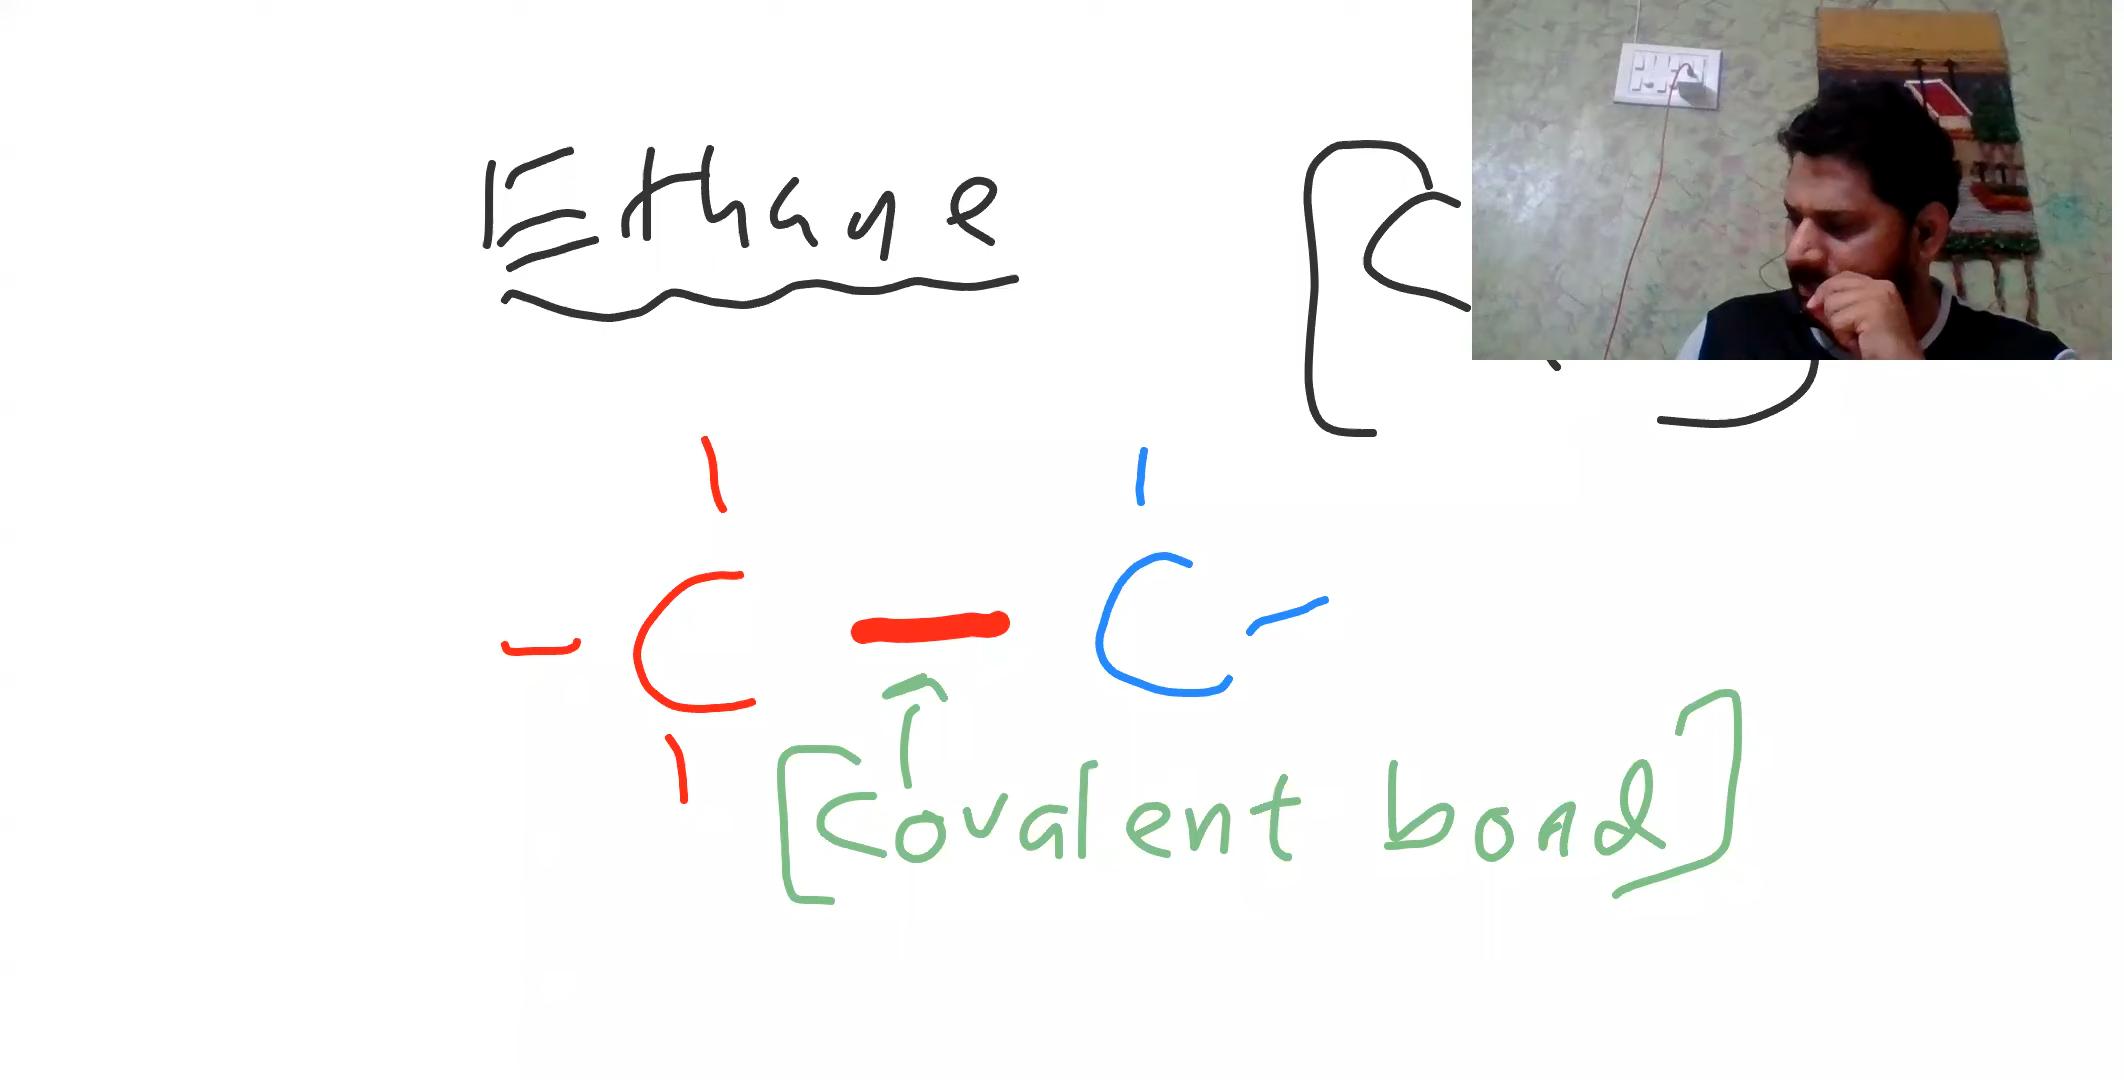 Ethane [C
C — C
[Covalent bond]